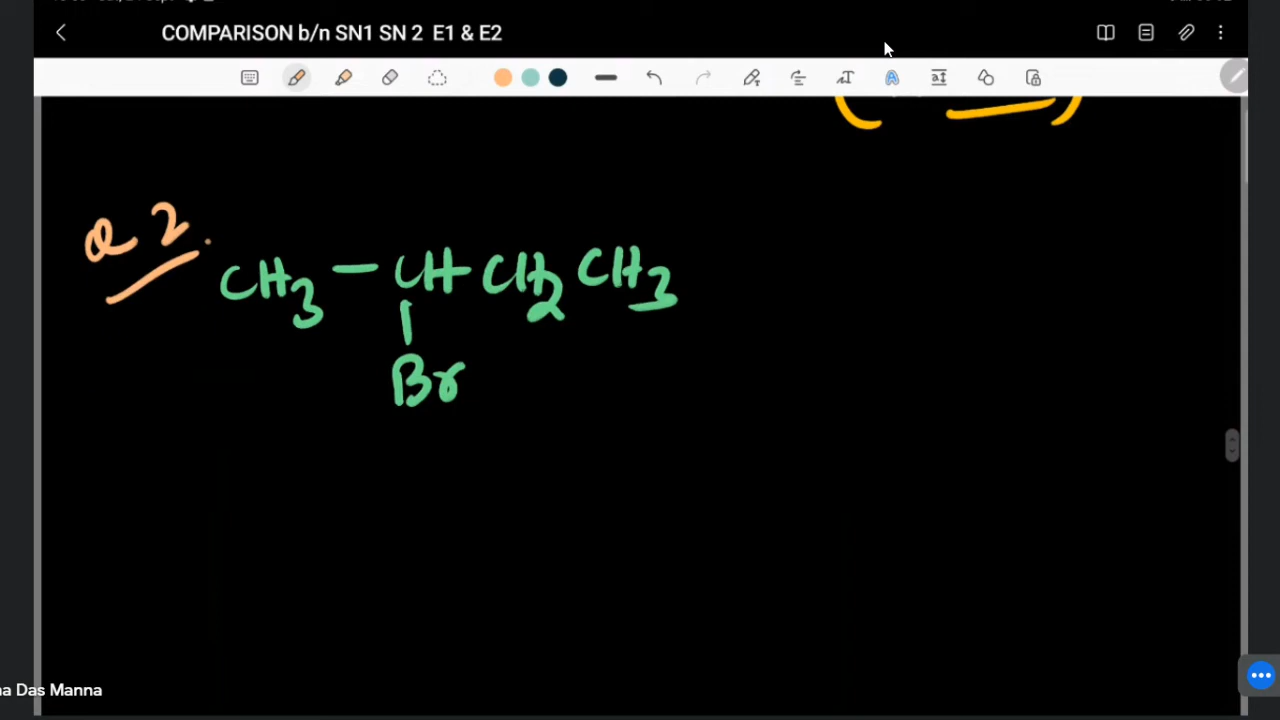 COMPARISON b/n SN1 SN 2 E1 & E2
Q 2.
CH3 - CH CH2 CH3
|
Br
Das Manna